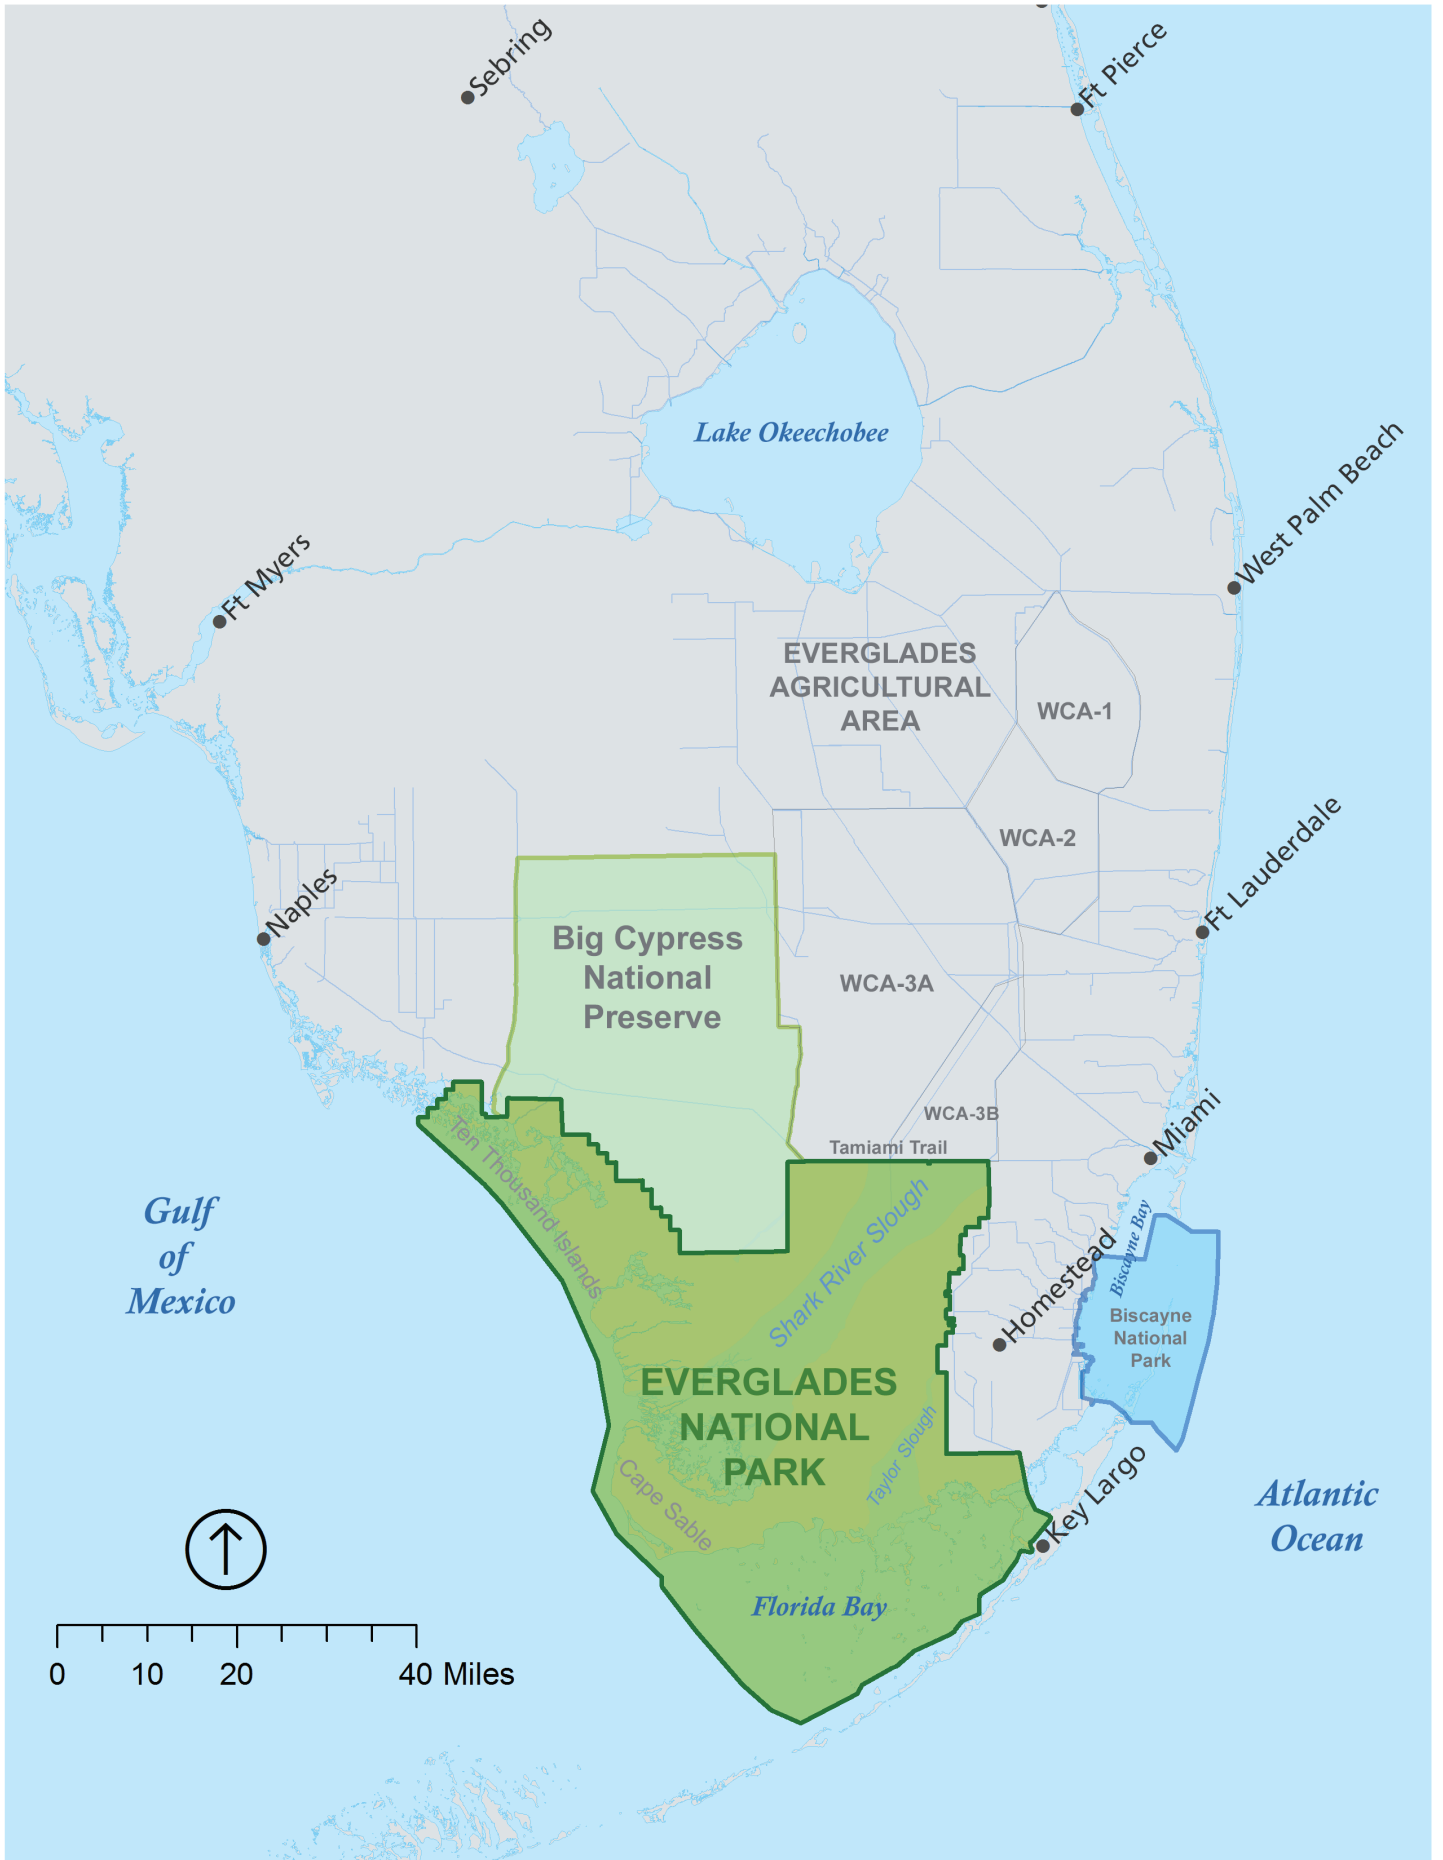 Sebring
Ft Pierce
Lake Okeechobee
West Palm Beach
Ft Myers
EVERGLADES
AGRICULTURAL
AREA
WCA-1
WCA-2
Ft Lauderdale
Naples
Big Cypress
National
Preserve
WCA-3A
WCA-3B
Tamiami Trail
Miami
Ten Thousand Islands
Gulf
of
Mexico
Shark River Slough
Biscayne Bay
Homestead
Biscayne
National
Park
EVERGLADES
NATIONAL
PARK
Taylor Slough
Cape Sable
Key Largo
Atlantic
Ocean
Florida Bay
0 10 20 40 Miles